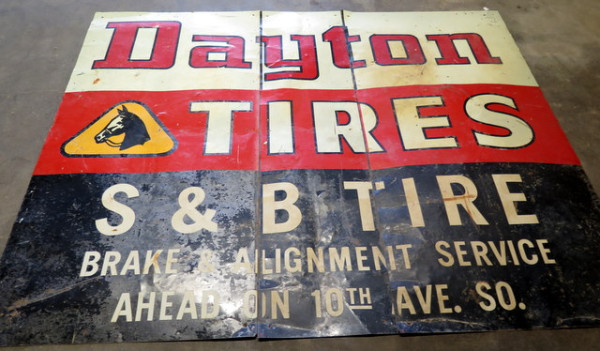 Dayton
TIRES
S & B TIRE
BRAKE & ALIGNMENT SERVICE
AHEAD ON 10TH AVE. SO.